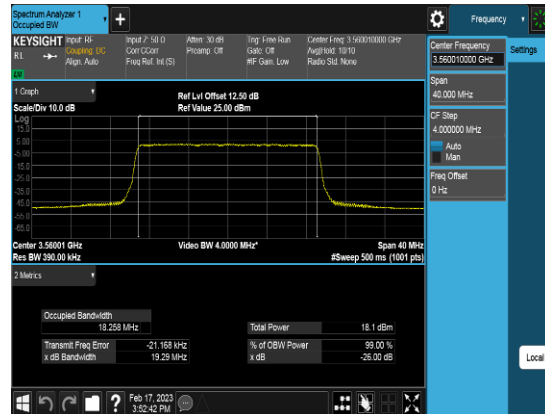 Spectrum Analyzer 1
Occupied BW
+
Frequency
KEYSIGHT
RL
Input: RF
Coupling: DC
Align: Auto
Input Z: 50 Ω
Corr CCorr
Freq Ref: Int (S)
Atten: 30 dB
Preamp: Off
Trig: Free Run
Gate: Off
#IF Gain: Low
Center Freq: 3.560010000 GHz
Avg|Hold: 10/10
Radio Std: None
Center Frequency
3.560010000 GHz
Settings
Span
40.000 MHz
CF Step
4.000000 MHz
Auto
Man
Freq Offset
0 Hz
Local
1 Graph
Scale/Div 10.0 dB
Ref Lvl Offset 12.50 dB
Ref Value 25.00 dBm
Log
15.0
5.00
-5.00
-15.0
-25.0
-35.0
-45.0
-55.0
-65.0
Center 3.56001 GHz
Res BW 390.00 kHz
Video BW 4.0000 MHz*
Span 40 MHz
#Sweep 500 ms (1001 pts)
2 Metrics
Occupied Bandwidth
18.258 MHz
Total Power 18.1 dBm
Transmit Freq Error -21.168 kHz
% of OBW Power 99.00 %
x dB Bandwidth 19.29 MHz
x dB -26.00 dB
?
Feb 17, 2023
3:52:42 PM